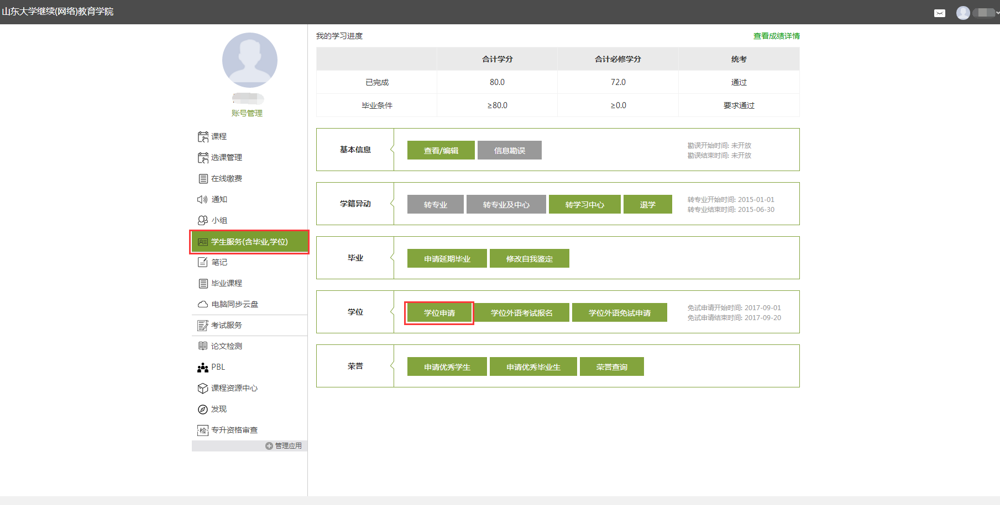 山东大学继续(网络)教育学院
账号管理
课程
选课管理
在线缴费
通知
小组
学生服务(含毕业,学位)
笔记
毕业课程
电脑同步云盘
考试服务
论文检测
PBL
课程资源中心
发现
检 专升资格审查
管理应用
我的学习进度 查看成绩详情
合计学分 合计必修学分 统考
已完成 80.0 72.0 通过
毕业条件 ≥80.0 ≥0.0 要求通过
基本信息 查看/编辑 信息勘误
勘误开始时间: 未开放
勘误结束时间: 未开放
学籍异动 转专业 转专业及中心 转学习中心 退学
转专业开始时间: 2015-01-01
转专业结束时间: 2015-06-30
毕业 申请延期毕业 修改自我鉴定
学位 学位申请 学位外语考试报名 学位外语免试申请
免试申请开始时间: 2017-09-01
免试申请结束时间: 2017-09-20
荣誉 申请优秀学生 申请优秀毕业生 荣誉查询